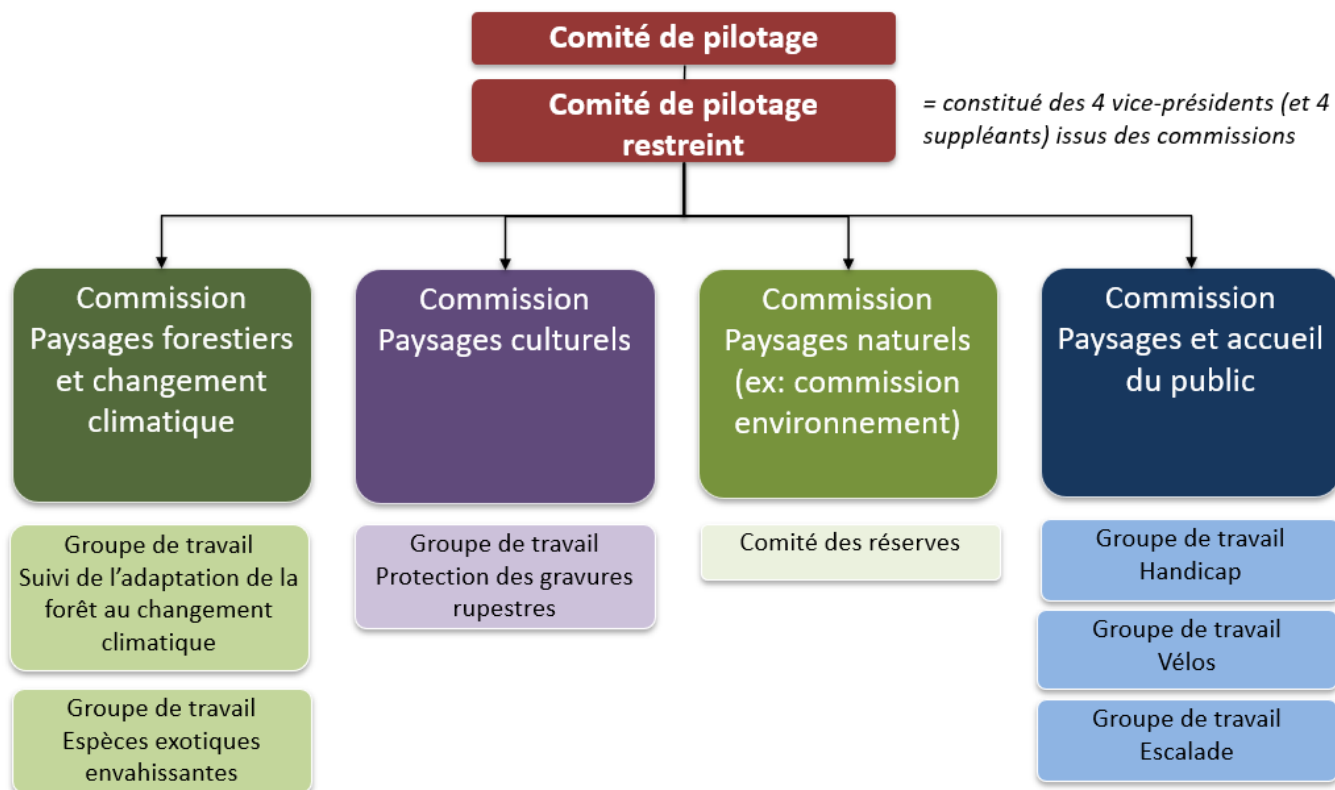 Comité de pilotage
Comité de pilotage
restreint
= constitué des 4 vice-présidents (et 4
suppléants) issus des commissions
Commission
Paysages forestiers
et changement
climatique
Commission
Paysages culturels
Commission
Paysages naturels
(ex: commission
environnement)
Commission
Paysages et accueil
du public
Groupe de travail
Suivi de l’adaptation de la
forêt au changement
climatique
Groupe de travail
Espèces exotiques
envahissantes
Groupe de travail
Protection des gravures
rupestres
Comité des réserves
Groupe de travail
Handicap
Groupe de travail
Vélos
Groupe de travail
Escalade